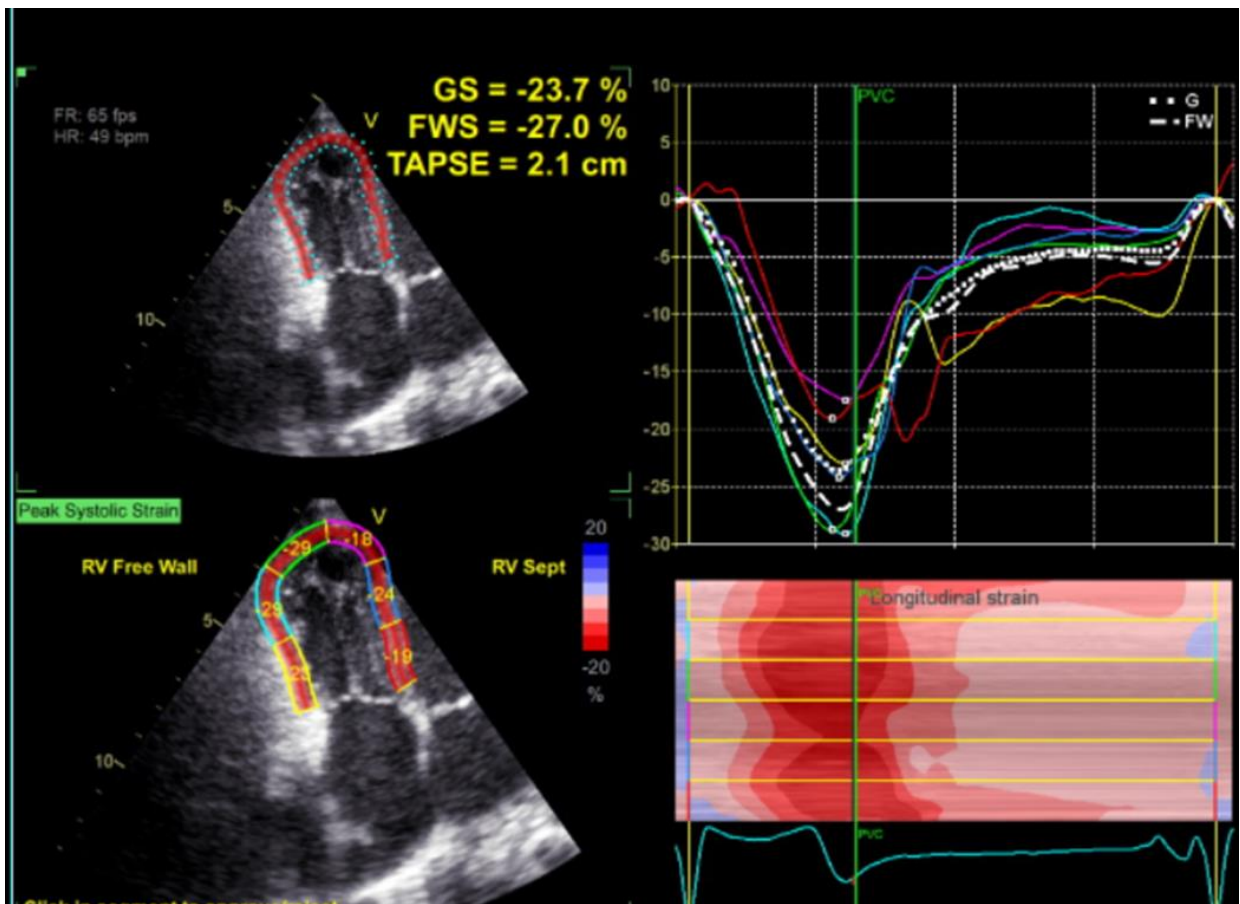 GS = -23.7 %
FWS = -27.0 %
TAPSE = 2.1 cm
FR: 65 fps
HR: 49 bpm
V
5
10
10
5
0
-5
-10
-15
-20
-25
-30
PVC
G
FW
Peak Systolic Strain
V
RV Free Wall
RV Sept
-29
-18
-24
-19
5
10
20
-20
%
PVC
Longitudinal strain
PVC